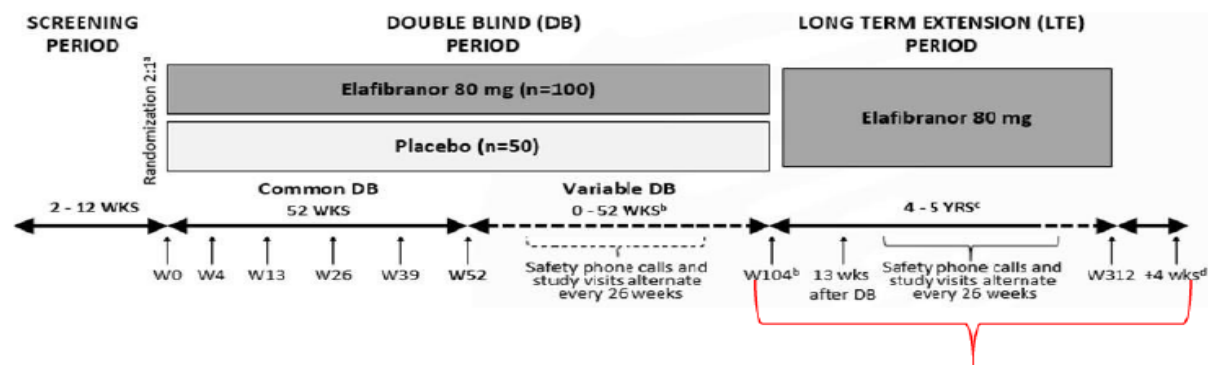 SCREENING
PERIOD
DOUBLE BLIND (DB)
PERIOD
LONG TERM EXTENSION (LTE)
PERIOD
Randomization 2:1ᵃ
Elafibranor 80 mg (n=100)
Placebo (n=50)
Elafibranor 80 mg
2 - 12 WKS
Common DB
52 WKS
Variable DB
0 - 52 WKSᵇ
4 - 5 YRSᶜ
W0
W4
W13
W26
W39
W52
Safety phone calls and
study visits alternate
every 26 weeks
W104ᵇ
13 wks
after DB
Safety phone calls and
study visits alternate
every 26 weeks
W312
+4 wksᵈ